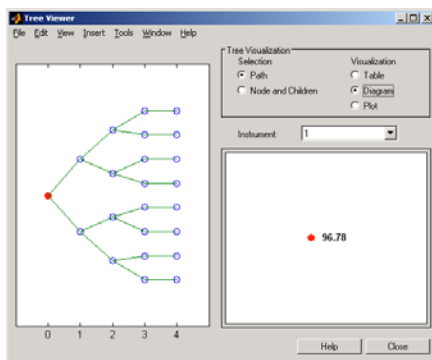 Tree Viewer
File Edit View Insert Tools Window Help
Tree Visualization
Selection Visualization
Path Table
Node and Children Diagram
Plot
Instrument: 1
96.78
0 1 2 3 4
Help Close